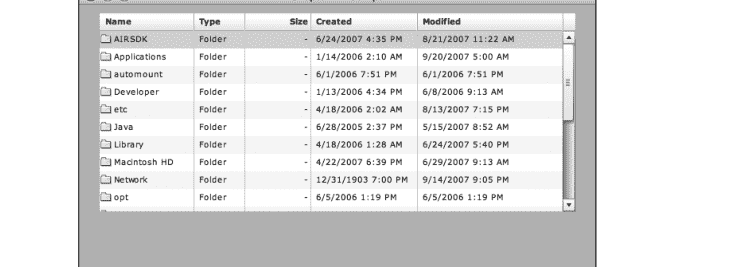 Name Type Size Created Modified
AIRSDK Folder - 6/24/2007 4:35 PM 8/21/2007 11:22 AM
Applications Folder - 1/14/2006 2:10 AM 9/20/2007 5:00 AM
automount Folder - 6/1/2006 7:51 PM 6/1/2006 7:51 PM
Developer Folder - 1/13/2006 4:34 PM 6/8/2006 9:13 AM
etc Folder - 4/18/2006 2:02 AM 8/13/2007 7:15 PM
Java Folder - 6/28/2005 2:37 PM 5/15/2007 8:52 AM
Library Folder - 4/18/2006 1:28 AM 6/24/2007 5:40 PM
Macintosh HD Folder - 4/22/2007 6:39 PM 6/29/2007 9:13 AM
Network Folder - 12/31/1903 7:00 PM 9/14/2007 9:05 PM
opt Folder - 6/5/2006 1:19 PM 6/5/2006 1:19 PM